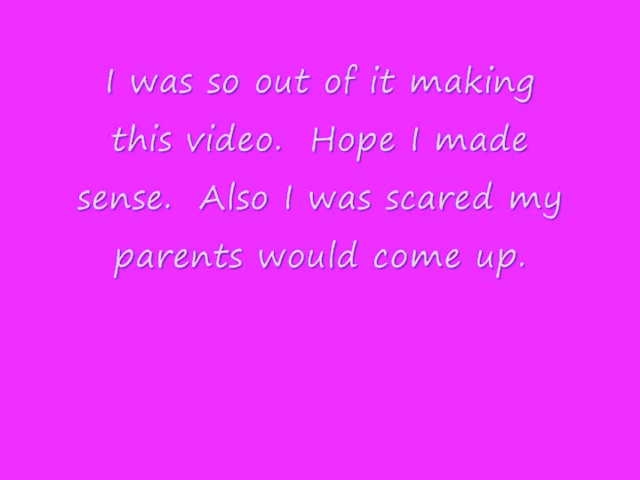 I was so out of it making
this video.  Hope I made
sense.  Also I was scared my
parents would come up.